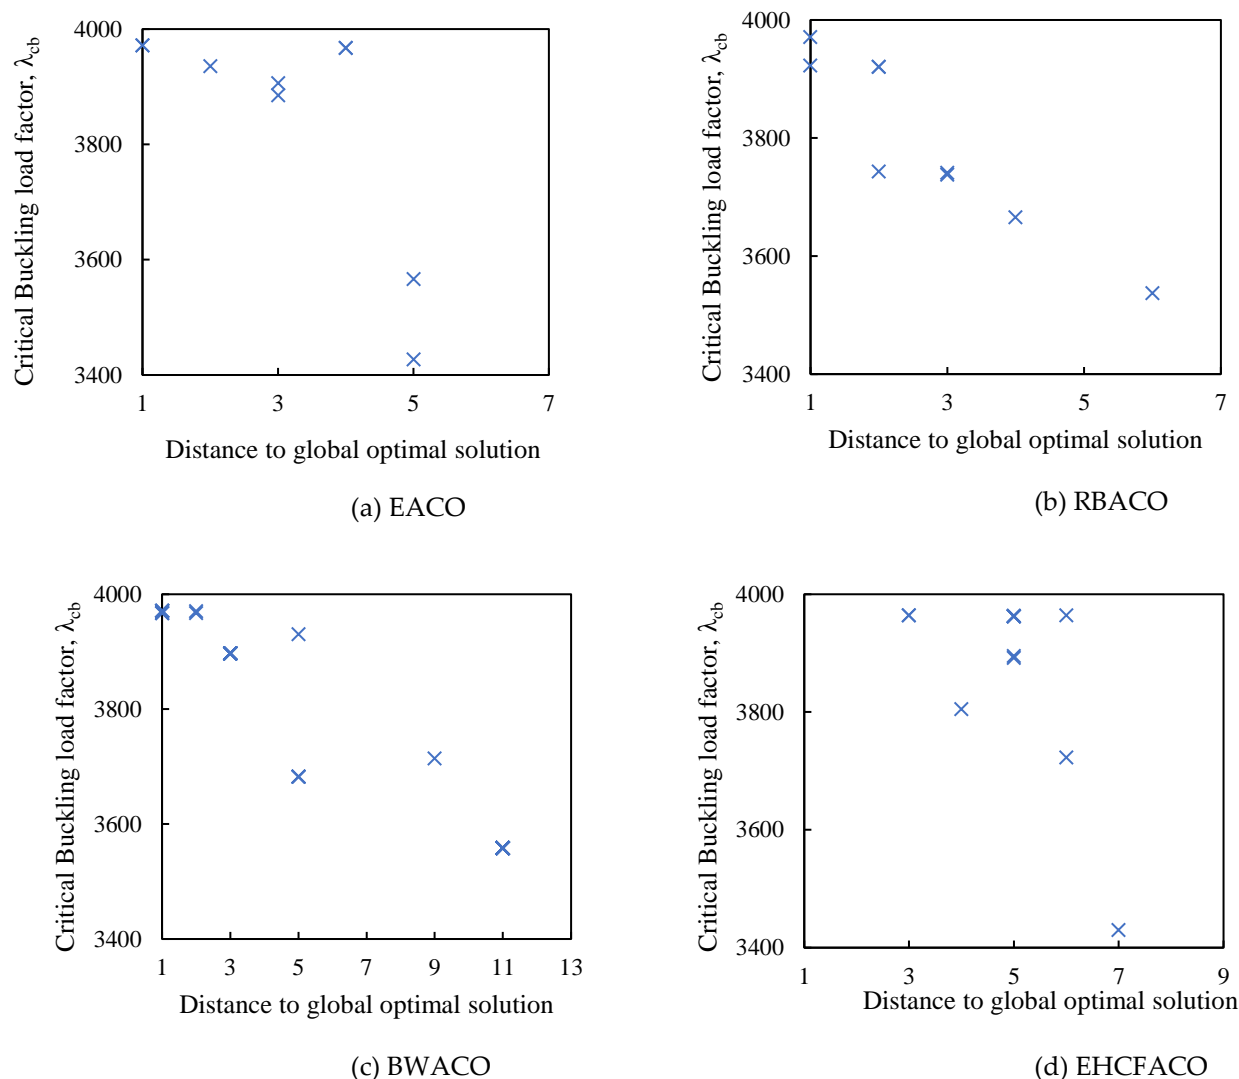 Critical Buckling load factor, λcb
4000
3800
3600
3400
1 3 5 7
Distance to global optimal solution
(a) EACO
Critical Buckling load factor, λcb
4000
3800
3600
3400
1 3 5 7
Distance to global optimal solution
(b) RBACO
Critical Buckling load factor, λcb
4000
3800
3600
3400
1 3 5 7 9 11 13
Distance to global optimal solution
(c) BWACO
Critical Buckling load factor, λcb
4000
3800
3600
3400
1 3 5 7 9
Distance to global optimal solution
(d) EHCFACO